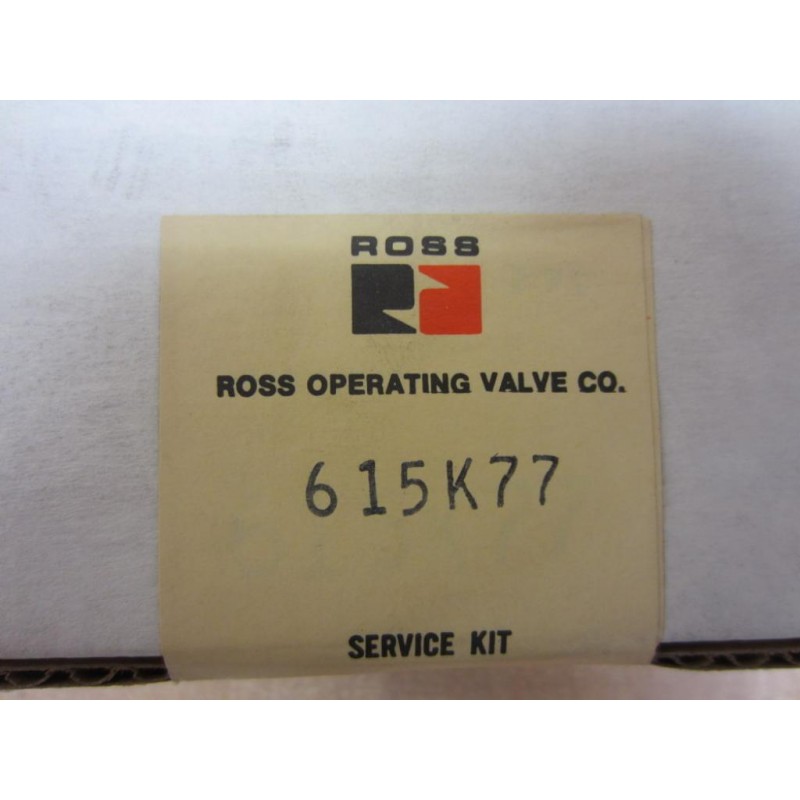 ROSS
ROSS OPERATING VALVE CO.
615K77
SERVICE KIT